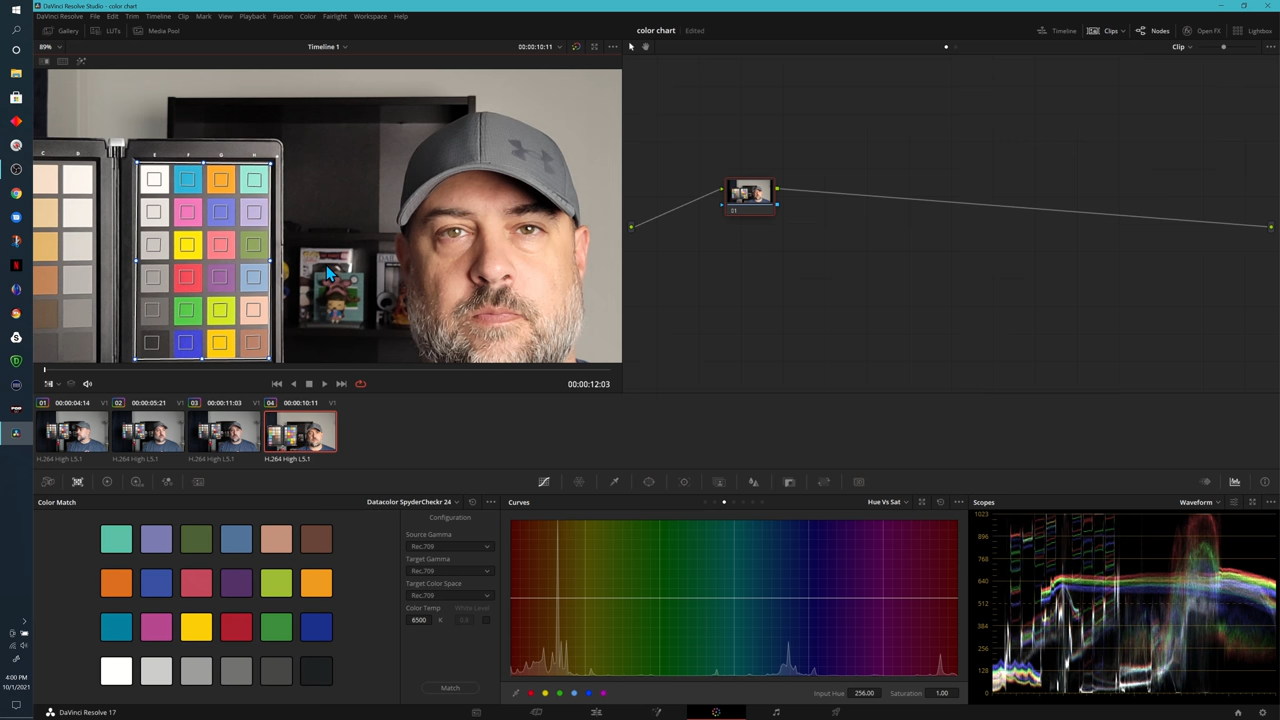 DaVinci Resolve Studio - color chart
DaVinci Resolve File Edit Trim Timeline Clip Mark View Playback Fusion Color Fairlight Workspace Help
Gallery LUTs Media Pool
color chart Edited
Timeline Clips Nodes Open FX Lightbox
89% Timeline 1 00:00:10:11
Clip
C D E F G H
01
00:00:12:03
01 00:00:04:14 V1 02 00:00:05:21 V1 03 00:00:11:03 V1 04 00:00:10:11 V1
H.264 High L5.1 H.264 High L5.1 H.264 High L5.1 H.264 High L5.1
Color Match Datacolor SpyderCheckr 24
Configuration
Source Gamma
Rec.709
Target Gamma
Rec.709
Target Color Space
Rec.709
Color Temp White Level
6500 K
Match
Curves Hue Vs Sat
Input Hue 256.00 Saturation 1.00
Scopes Waveform
1023
896
768
640
512
384
256
128
0
4:00 PM
10/1/2021
DaVinci Resolve 17